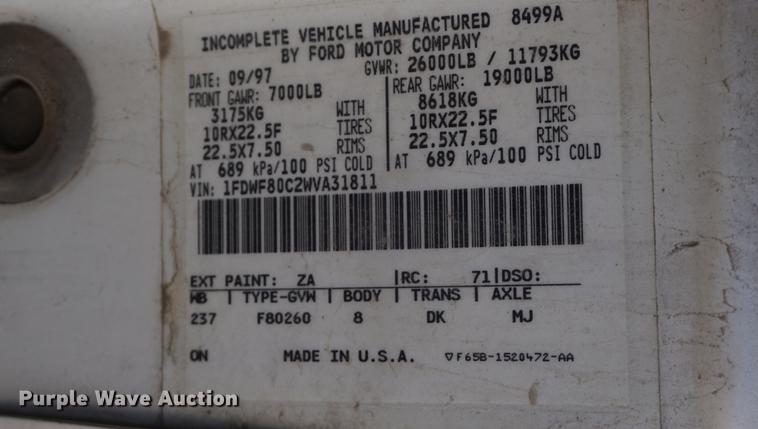 INCOMPLETE VEHICLE MANUFACTURED 8499A
BY FORD MOTOR COMPANY
DATE: 09/97 GVWR: 26000LB / 11793KG
FRONT GAWR: 7000LB REAR GAWR: 19000LB
3175KG WITH 8618KG WITH
10RX22.5F TIRES 10RX22.5F TIRES
22.5X7.50 RIMS 22.5X7.50 RIMS
AT 689 kPa/100 PSI COLD AT 689 kPa/100 PSI COLD
VIN: 1FDWF80C2WVA31811
EXT PAINT: ZA |RC: 71|DSO:
WB | TYPE-GVW | BODY | TRANS | AXLE
237 F80260 8 DK MJ
ON MADE IN U.S.A. ▽F65B-1520472-AA
Purple Wave Auction